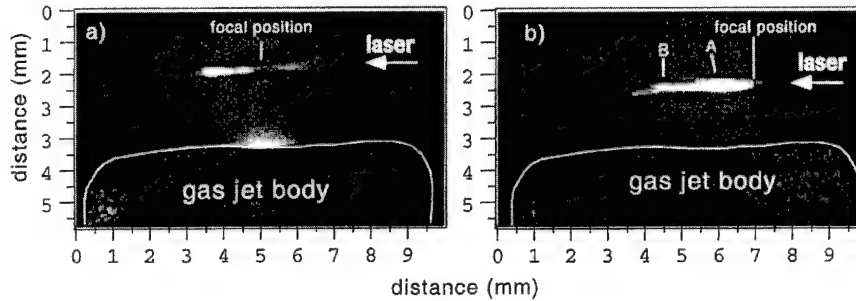 a)
focal position
laser
gas jet body
distance (mm)
0
1
2
3
4
5
0 1 2 3 4 5 6 7 8 9
b)
focal position
B A
laser
gas jet body
0
1
2
3
4
5
0 1 2 3 4 5 6 7 8 9
distance (mm)